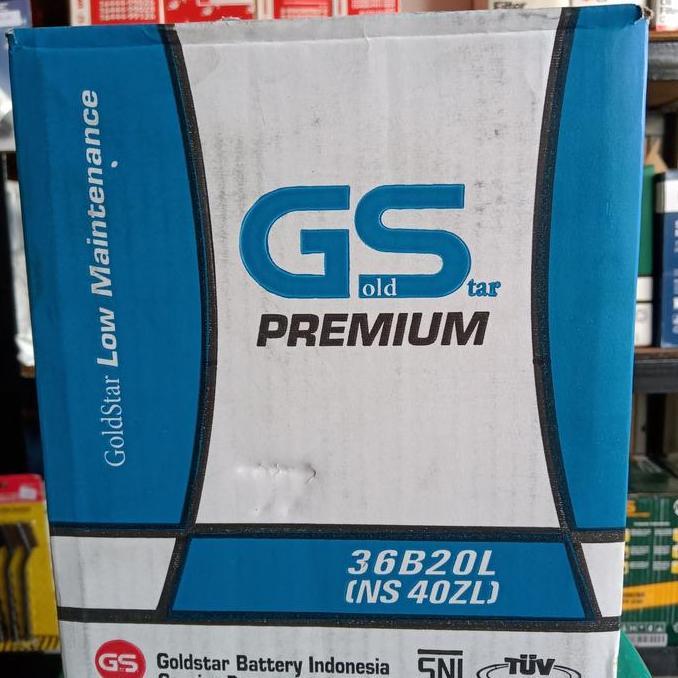 GoldStar Low Maintenance
GS
old tar
PREMIUM
36B20L
(NS 40ZL)
GS Goldstar Battery Indonesia
SNI
TÜV